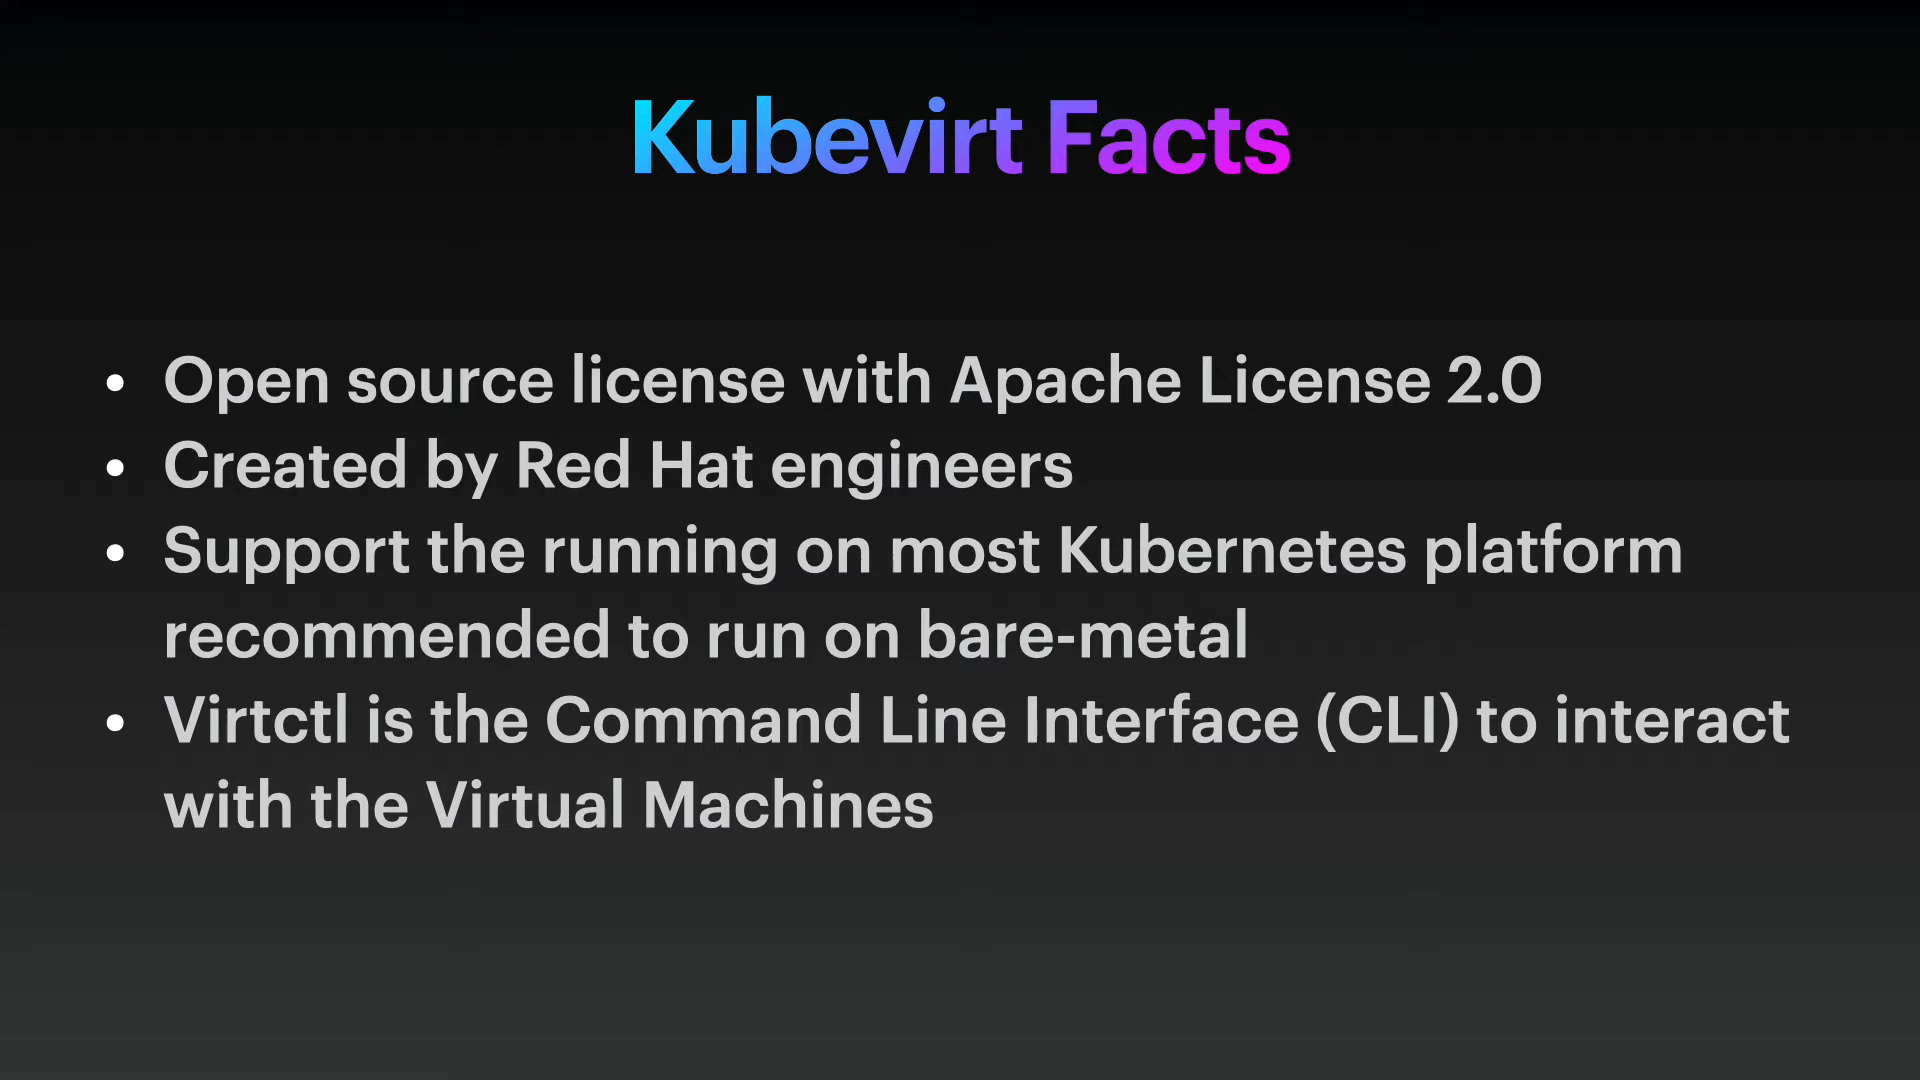 Kubevirt Facts
• Open source license with Apache License 2.0
• Created by Red Hat engineers
• Support the running on most Kubernetes platform
recommended to run on bare-metal
• Virtctl is the Command Line Interface (CLI) to interact
with the Virtual Machines